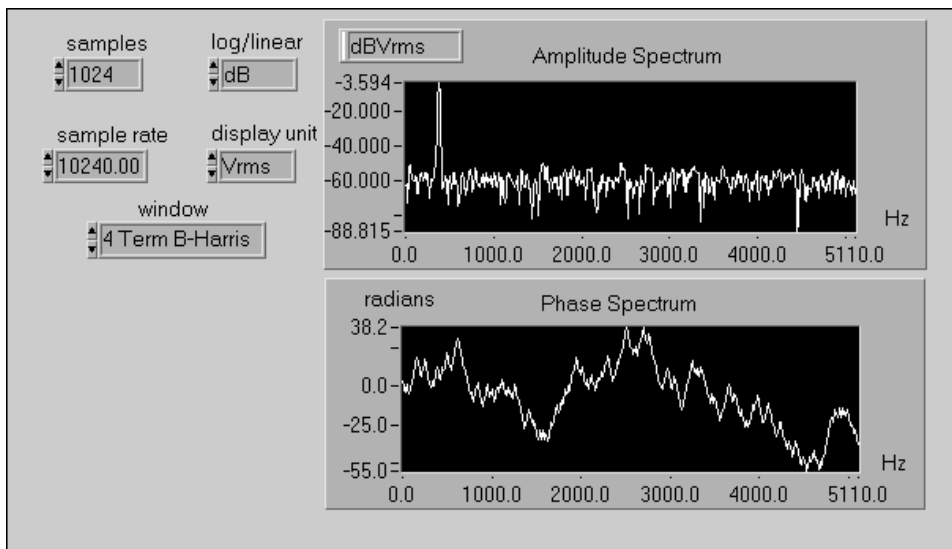 samples
1024
log/linear
dB
sample rate
10240.00
display unit
Vrms
window
4 Term B-Harris
dBVrms
Amplitude Spectrum
-3.594
-20.000
-40.000
-60.000
-88.815
0.0 1000.0 2000.0 3000.0 4000.0 5110.0
Hz
radians
Phase Spectrum
38.2
0.0
-25.0
-55.0
0.0 1000.0 2000.0 3000.0 4000.0 5110.0
Hz